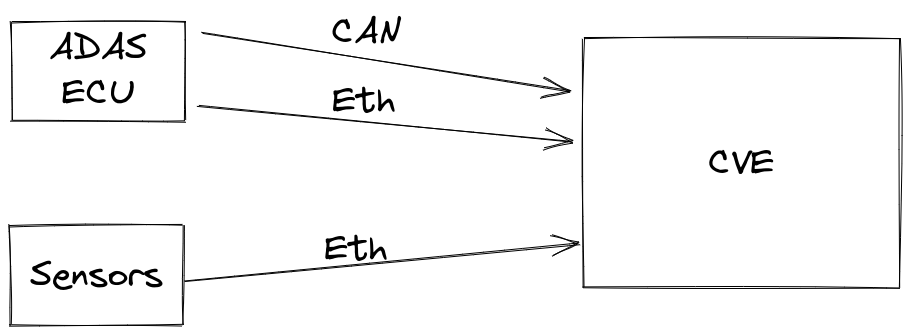 ADAS
ECU
CAN
Eth
CVE
Eth
Sensors